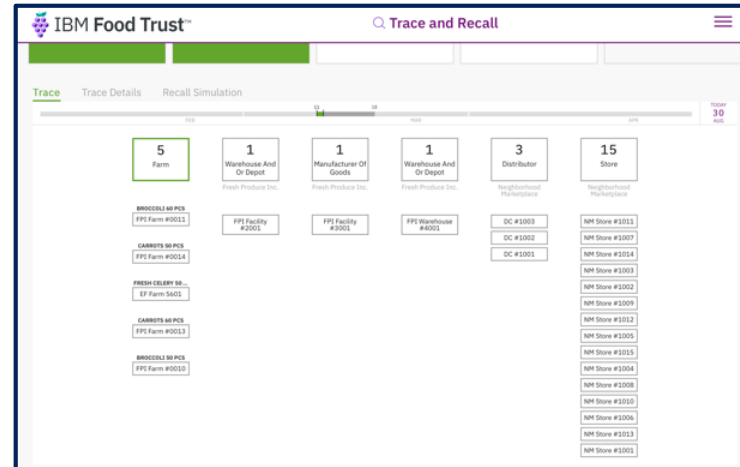 IBM Food Trust™
Trace and Recall
Trace Trace Details Recall Simulation
13 18
FEB MAR APR
TODAY
30
AUG
5
Farm
1
Warehouse And
Or Depot
1
Manufacturer Of
Goods
1
Warehouse And
Or Depot
3
Distributor
15
Store
Fresh Produce Inc.
Fresh Produce Inc.
Fresh Produce Inc.
Neighborhood
Marketplace
Neighborhood
Marketplace
BROCCOLI 60 PCS
FPI Farm #0011
CARROTS 50 PCS
FPI Farm #0014
FRESH CELERY 50 ...
EF Farm 5601
CARROTS 60 PCS
FPI Farm #0013
BROCCOLI 50 PCS
FPI Farm #0010
FPI Facility
#2001
FPI Facility
#3001
FPI Warehouse
#4001
DC #1003
DC #1002
DC #1001
NM Store #1011
NM Store #1007
NM Store #1014
NM Store #1003
NM Store #1002
NM Store #1009
NM Store #1012
NM Store #1005
NM Store #1015
NM Store #1004
NM Store #1008
NM Store #1010
NM Store #1006
NM Store #1013
NM Store #1001